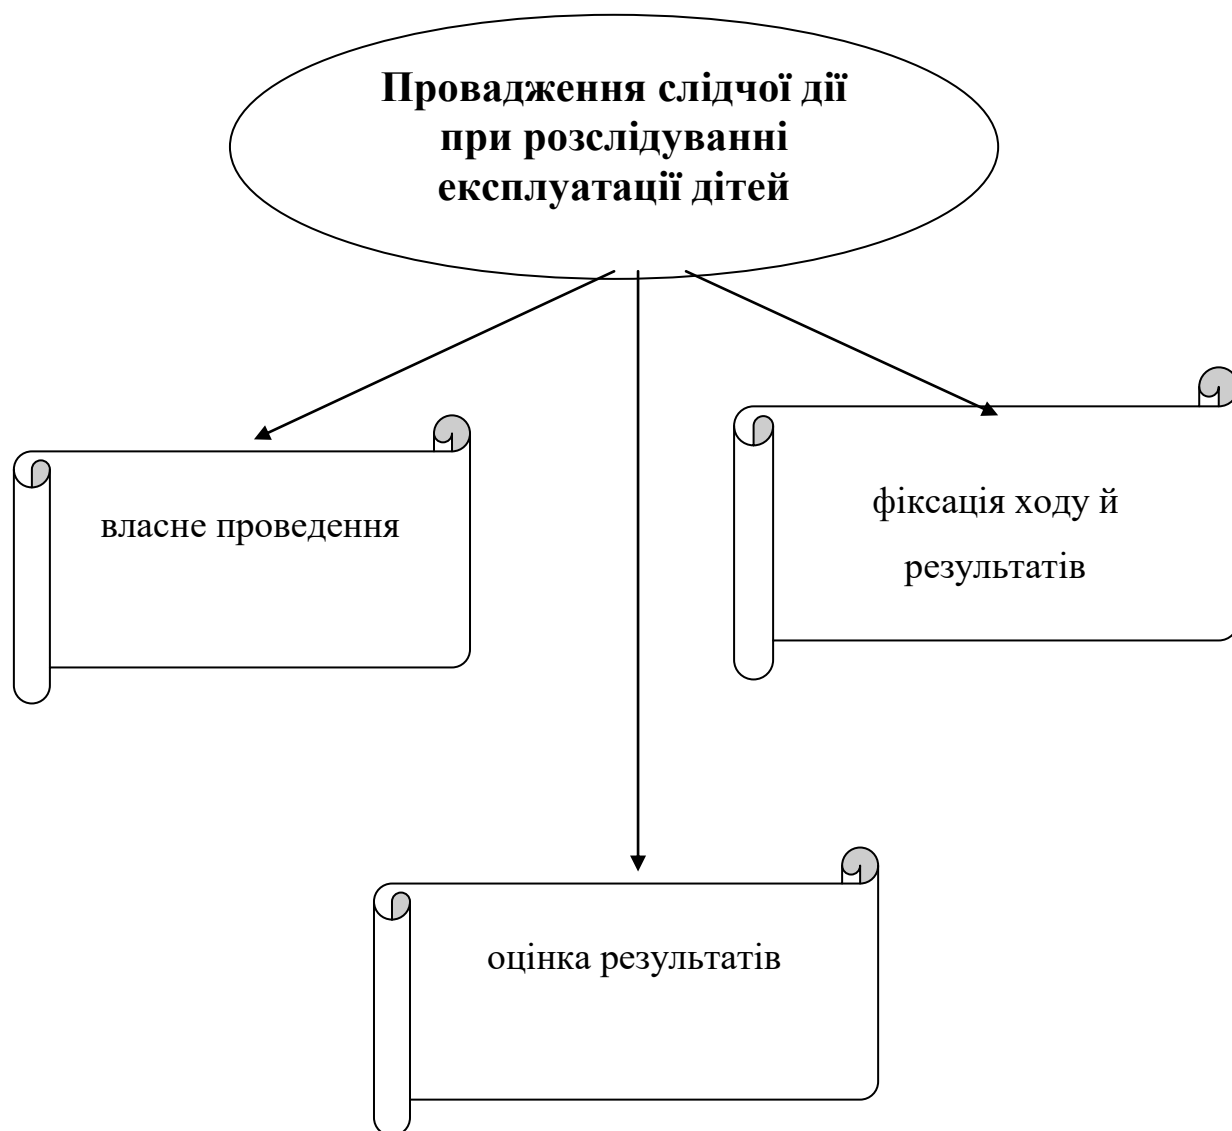 Провадження слідчої дії
при розслідуванні
експлуатації дітей
власне проведення
фіксація ходу й
результатів
оцінка результатів